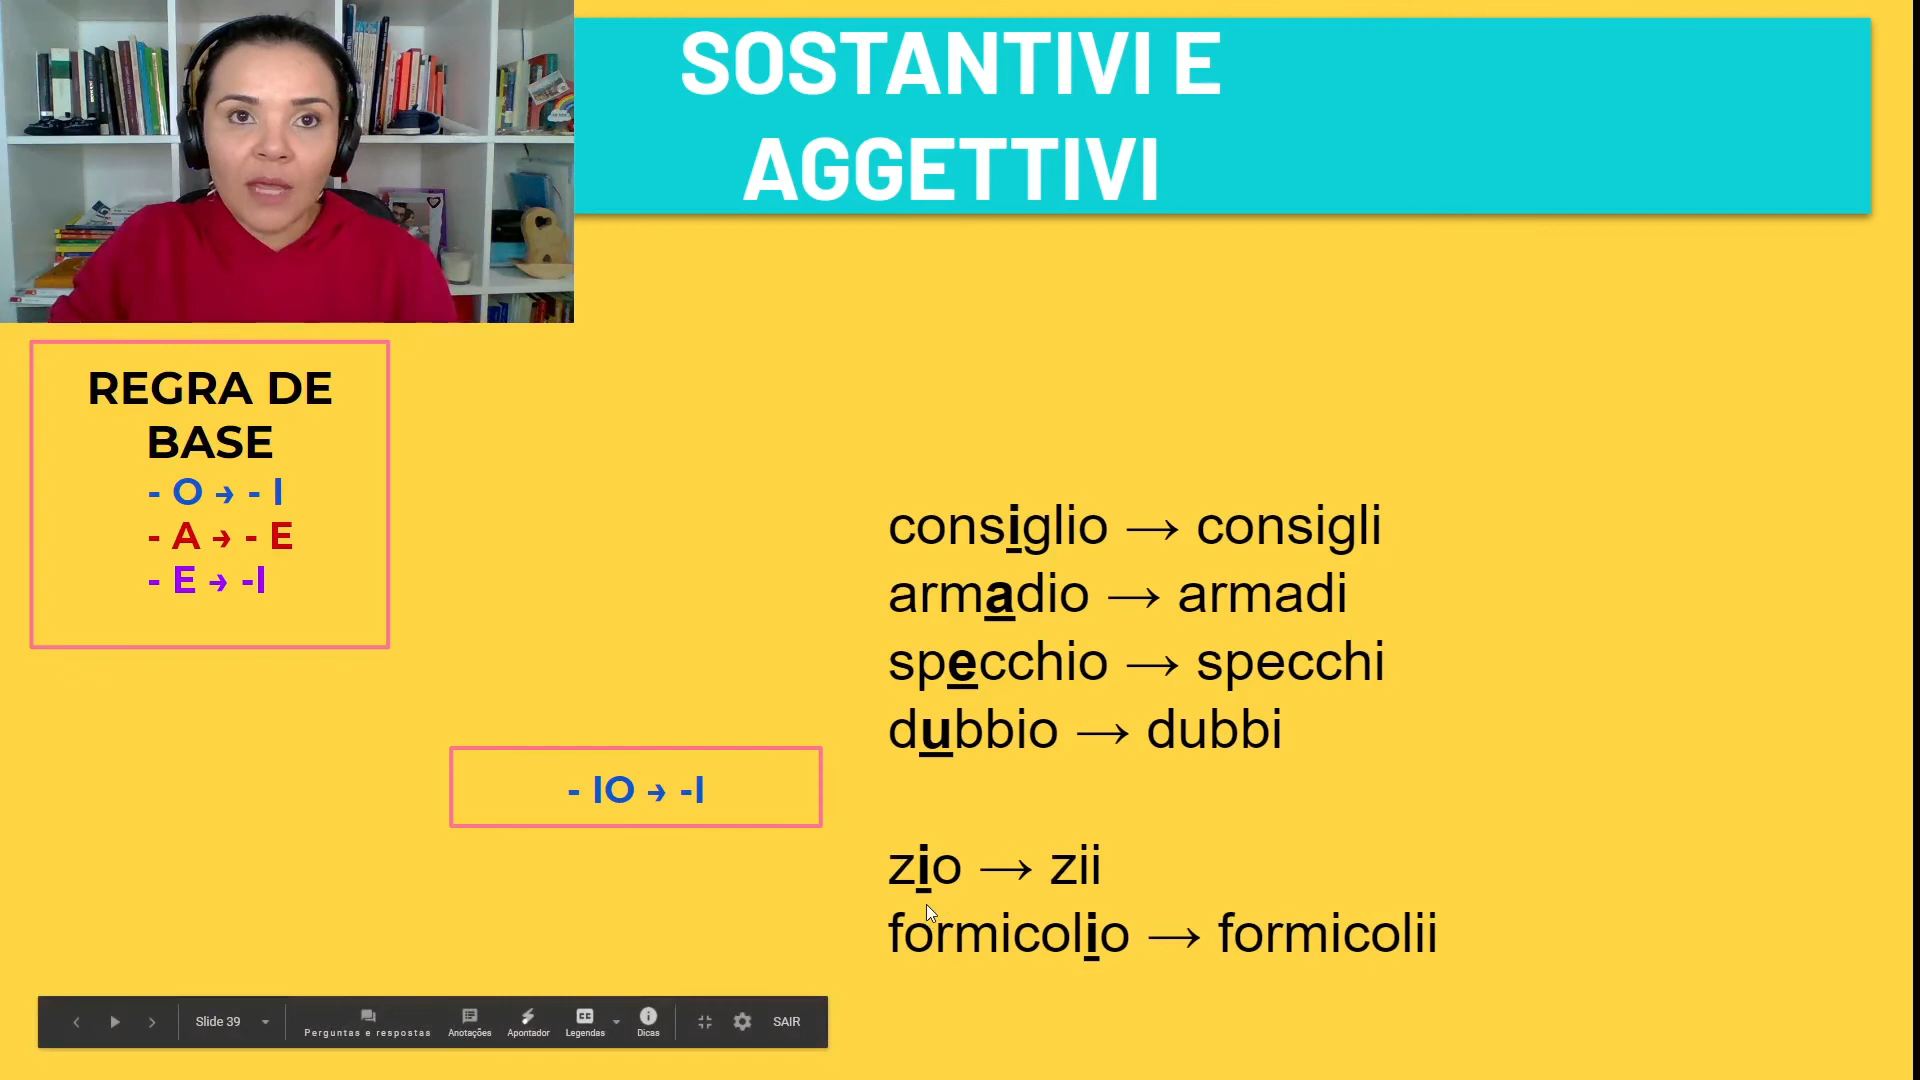 SOSTANTIVI E
AGGETTIVI
REGRA DE
BASE
- O → - I
- A → - E
- E → -I
- IO → -I
consiglio → consigli
armadio → armadi
specchio → specchi
dubbio → dubbi
zio → zii
formicolio → formicolii
Slide 39
Perguntas e respostas
Anotações
Apontador
Legendas
Dicas
SAIR